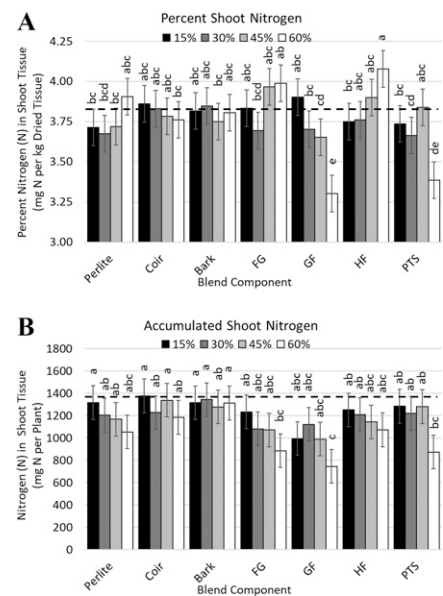 A
Percent Shoot Nitrogen
15% 30% 45% 60%
Percent Nitrogen (N) in Shoot Tissue
(mg N per kg Dried Tissue)
4.25
4.00
3.75
3.50
3.25
3.00
bc bcd bc abc abc abc abc abc abc abc bc abc abc bcd abc ab abc bcd cd e abc abc abc a bc cd abc de
Perlite Coir Bark FG GF HF PTS
Blend Component
B
Accumulated Shoot Nitrogen
15% 30% 45% 60%
Nitrogen (N) in Shoot Tissue
(mg N per Plant)
1800
1600
1400
1200
1000
800
600
400
200
0
a ab ab abc a ab a ab a a ab a ab abc abc bc abc abc abc c ab ab abc abc ab ab ab bc
Perlite Coir Bark FG GF HF PTS
Blend Component